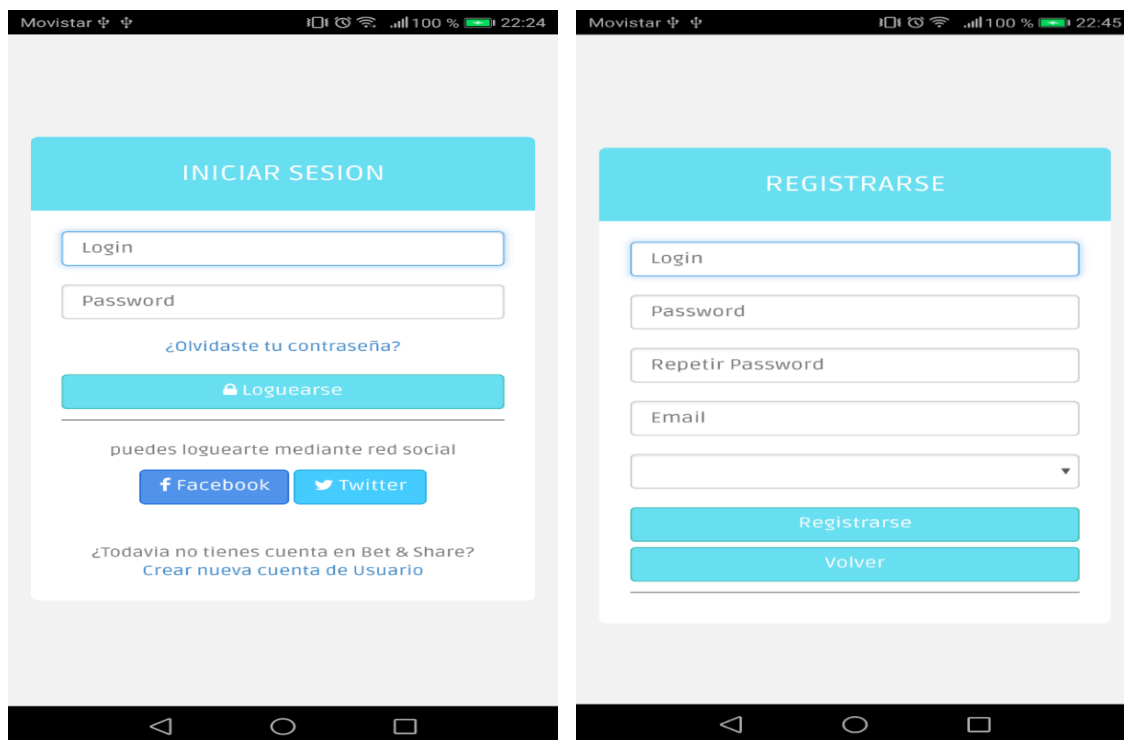 Movistar 100 % 22:24
INICIAR SESION
Login
Password
¿Olvidaste tu contraseña?
Loguearse
puedes loguearte mediante red social
Facebook Twitter
¿Todavia no tienes cuenta en Bet & Share?
Crear nueva cuenta de Usuario
Movistar 100 % 22:45
REGISTRARSE
Login
Password
Repetir Password
Email
Registrarse
Volver